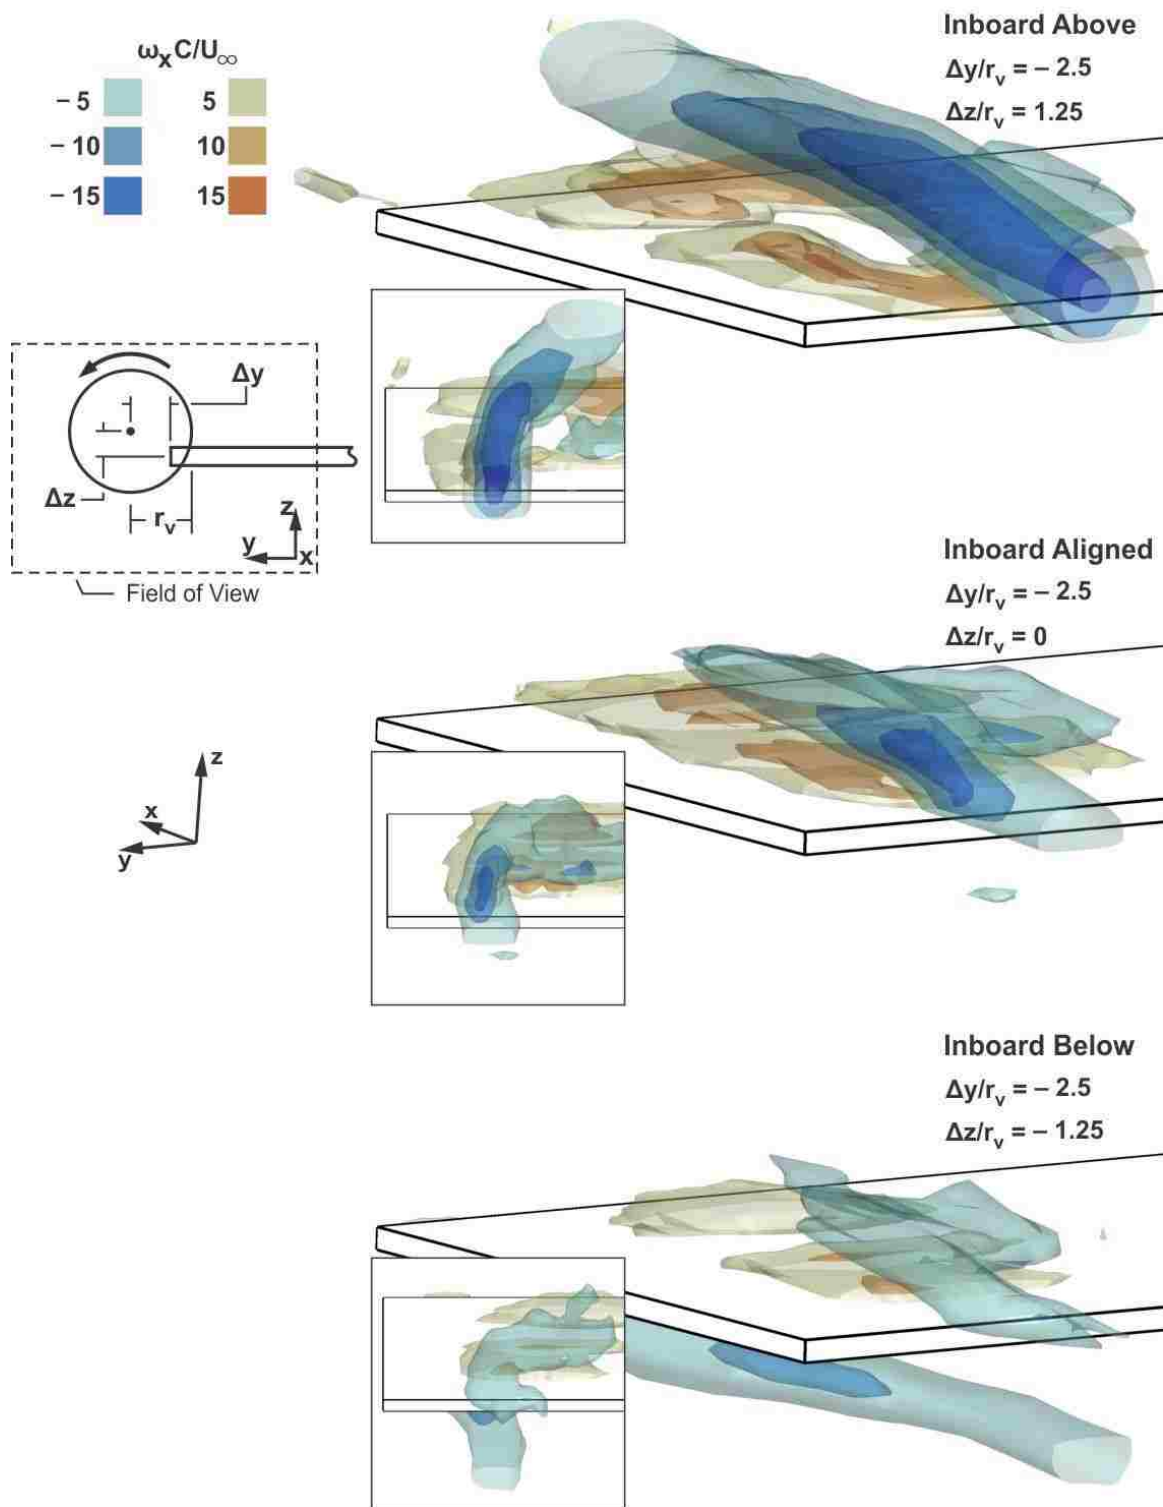 ωₓ C/U∞
– 5 5
– 10 10
– 15 15
Inboard Above
Δy/rᵥ = – 2.5
Δz/rᵥ = 1.25
Δy
Δz
rᵥ
z
y x
Field of View
Inboard Aligned
Δy/rᵥ = – 2.5
Δz/rᵥ = 0
z
x
y
Inboard Below
Δy/rᵥ = – 2.5
Δz/rᵥ = – 1.25